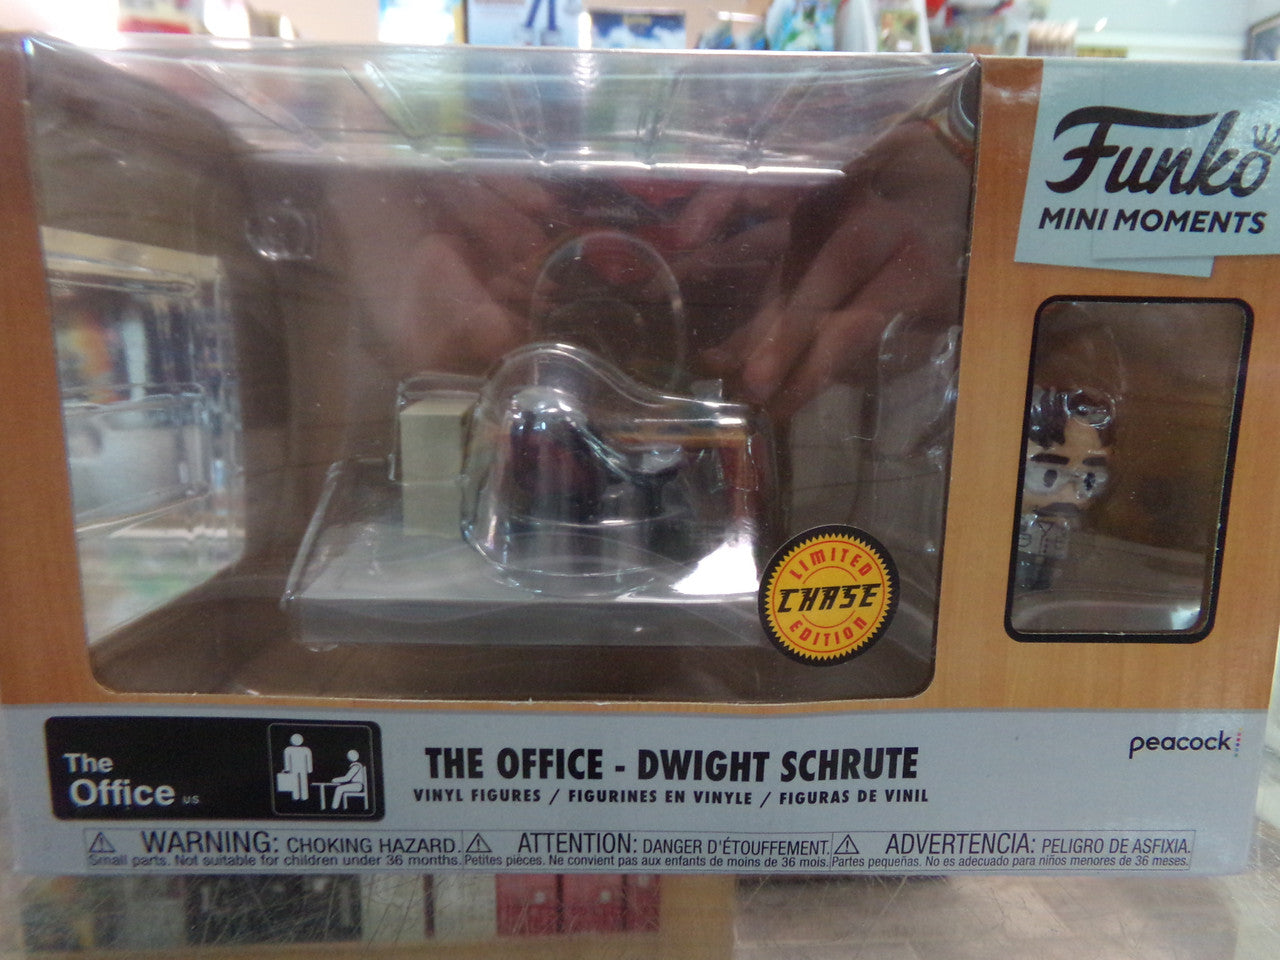 Funko
MINI MOMENTS
LIMITED
CHASE
EDITION
The
Office US
THE OFFICE - DWIGHT SCHRUTE
VINYL FIGURES / FIGURINES EN VINYLE / FIGURAS DE VINIL
peacock
WARNING: CHOKING HAZARD.
Small parts. Not suitable for children under 36 months.
ATTENTION: DANGER D'ÉTOUFFEMENT.
Petites pièces. Ne convient pas aux enfants de moins de 36 mois.
ADVERTENCIA: PELIGRO DE ASFIXIA.
Partes pequeñas. No es adecuado para niños menores de 36 meses.